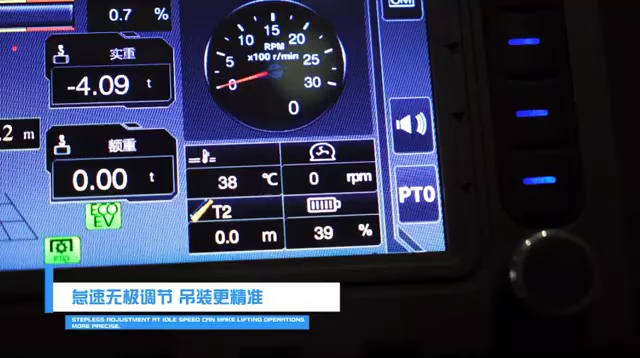 0.7 %
实重
-4.09 t
.2 m
额重
0.00 t
ECO
EV
PTO
0
5
10
15
20
25
30
RPM
x100 r/min
0
38 ℃
0 rpm
T2
0.0 m
39 %
PTO
怠速无极调节 吊装更精准
STEPLESS ADJUSTMENT AT IDLE SPEED CAN MAKE LIFTING OPERATIONS
MORE PRECISE.